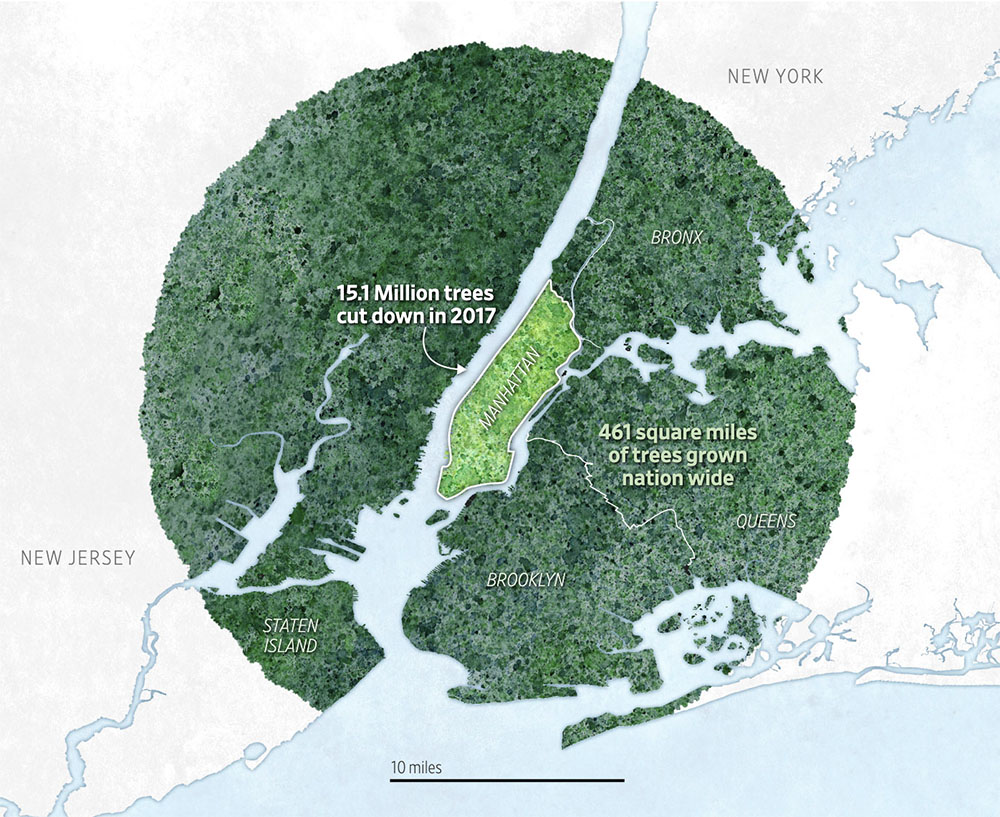 NEW YORK
BRONX
15.1 Million trees
cut down in 2017
MANHATTAN
461 square miles
of trees grown
nation wide
QUEENS
NEW JERSEY
BROOKLYN
STATEN
ISLAND
10 miles